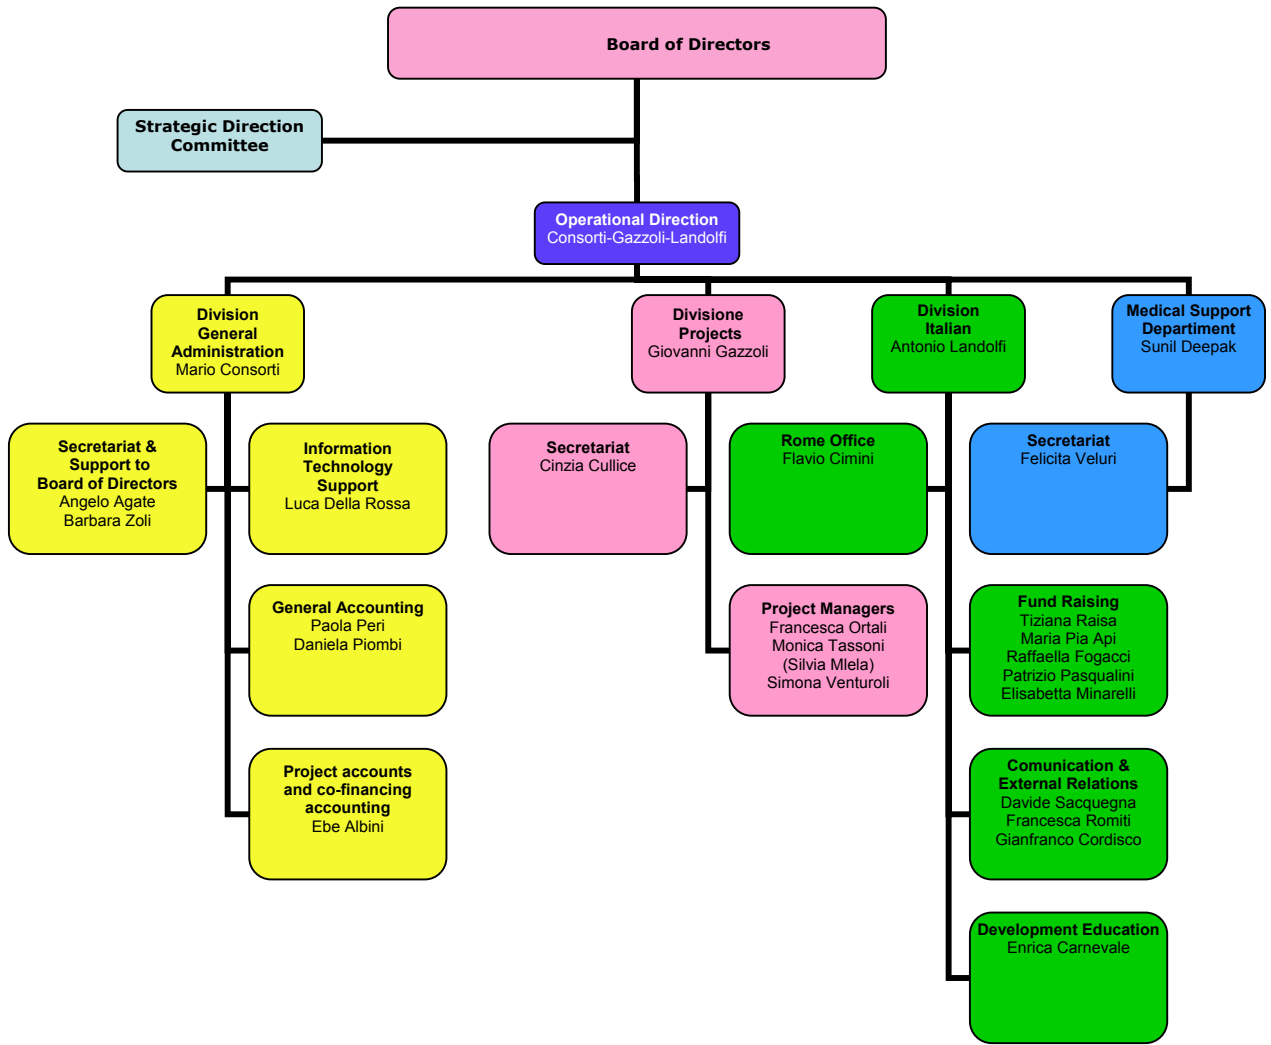 Board of Directors
Strategic Direction
Committee
Operational Direction
Consorti-Gazzoli-Landolfi
Division
General
Administration
Mario Consorti
Divisione
Projects
Giovanni Gazzoli
Division
Italian
Antonio Landolfi
Medical Support
Departiment
Sunil Deepak
Secretariat &
Support to
Board of Directors
Angelo Agate
Barbara Zoli
Information
Technology
Support
Luca Della Rossa
Secretariat
Cinzia Cullice
Rome Office
Flavio Cimini
Secretariat
Felicita Veluri
General Accounting
Paola Peri
Daniela Piombi
Project Managers
Francesca Ortali
Monica Tassoni
(Silvia Mlela)
Simona Venturoli
Fund Raising
Tiziana Raisa
Maria Pia Api
Raffaella Fogacci
Patrizio Pasqualini
Elisabetta Minarelli
Project accounts
and co-financing
accounting
Ebe Albini
Comunication &
External Relations
Davide Sacquegna
Francesca Romiti
Gianfranco Cordisco
Development Education
Enrica Carnevale